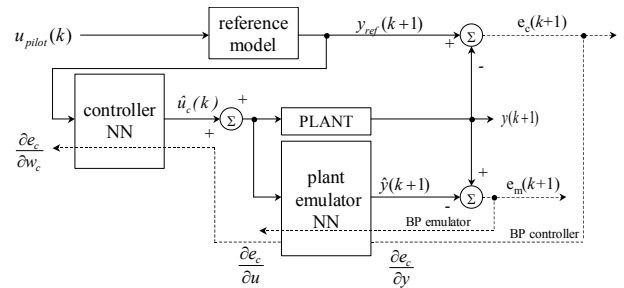 u_pilot(k)
reference
model
y_ref(k+1)
+
Σ
e_c(k+1)
-
controller
NN
û_c(k)
+
+
Σ
PLANT
y(k+1)
∂e_c
∂w_c
plant
emulator
NN
ŷ(k+1)
+
-
Σ
e_m(k+1)
BP emulator
BP controller
∂e_c
∂u
∂e_c
∂y